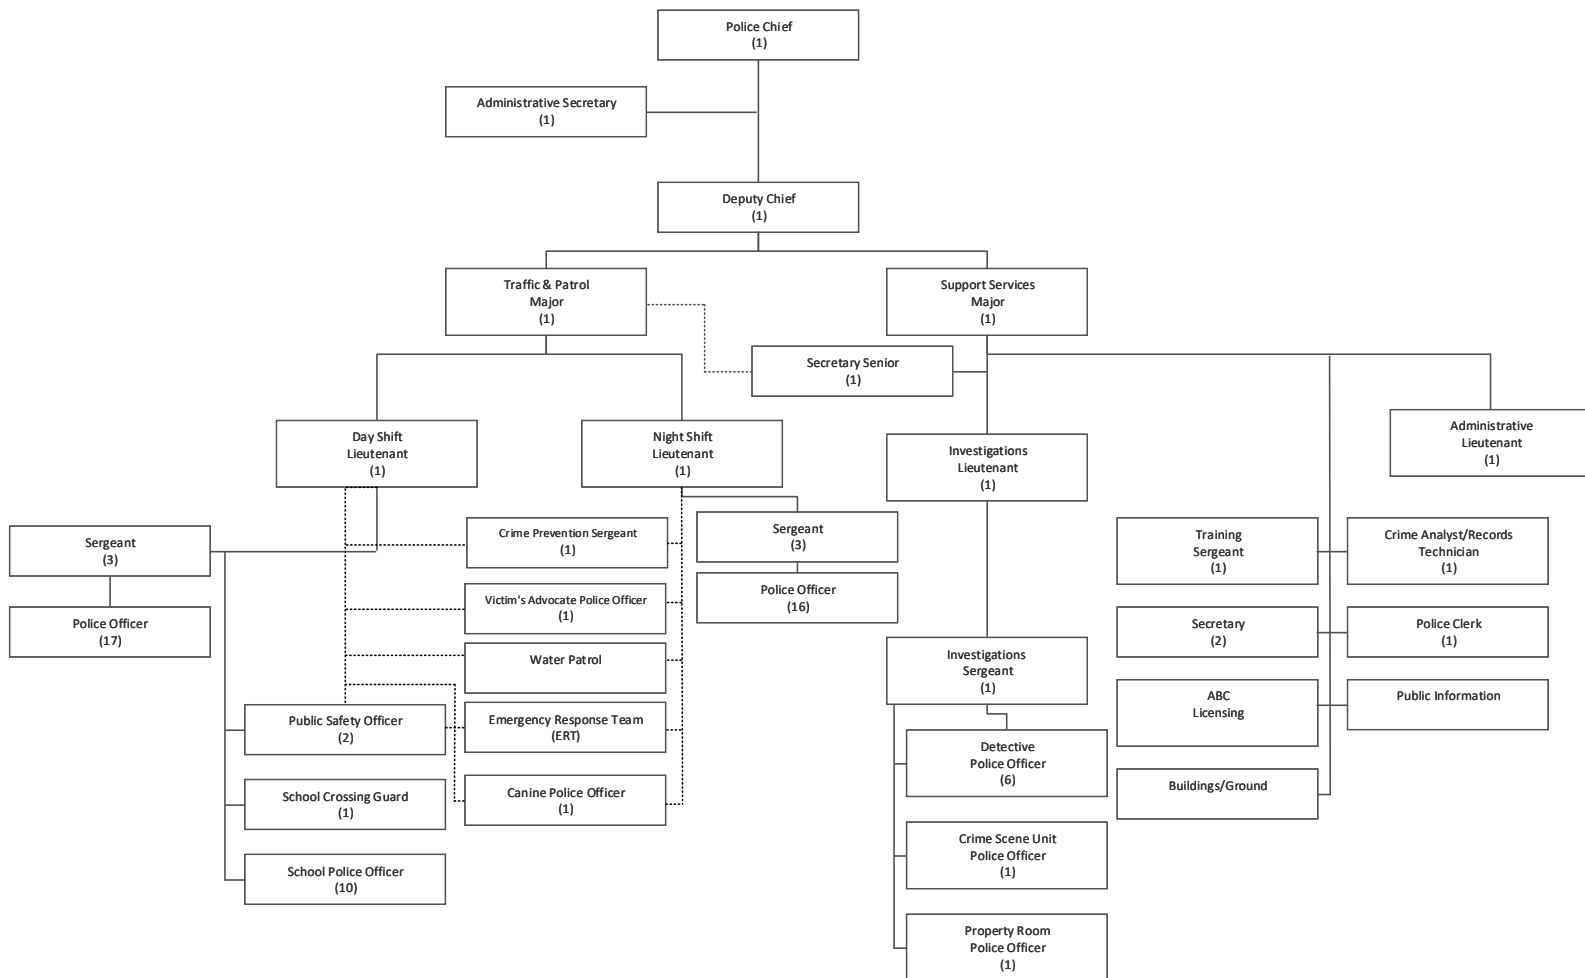 Police Chief
(1)
Administrative Secretary
(1)
Deputy Chief
(1)
Traffic & Patrol
Major
(1)
Support Services
Major
(1)
Secretary Senior
(1)
Day Shift
Lieutenant
(1)
Night Shift
Lieutenant
(1)
Investigations
Lieutenant
(1)
Administrative
Lieutenant
(1)
Sergeant
(3)
Police Officer
(17)
Crime Prevention Sergeant
(1)
Victim's Advocate Police Officer
(1)
Water Patrol
Emergency Response Team
(ERT)
Canine Police Officer
(1)
Sergeant
(3)
Police Officer
(16)
Public Safety Officer
(2)
School Crossing Guard
(1)
School Police Officer
(10)
Investigations
Sergeant
(1)
Detective
Police Officer
(6)
Crime Scene Unit
Police Officer
(1)
Property Room
Police Officer
(1)
Training
Sergeant
(1)
Crime Analyst/Records
Technician
(1)
Secretary
(2)
Police Clerk
(1)
ABC
Licensing
Public Information
Buildings/Ground